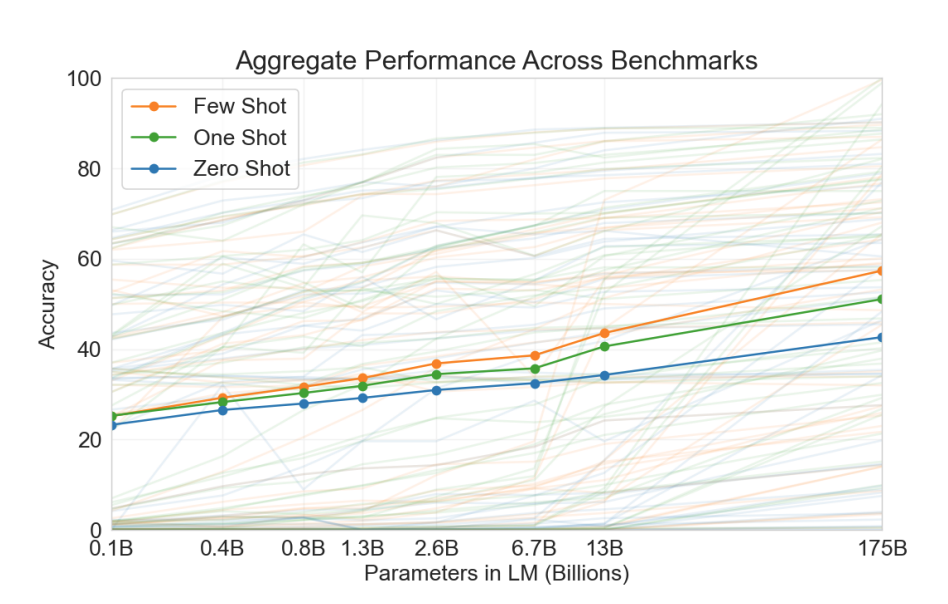 Aggregate Performance Across Benchmarks
100
80
60
40
20
0
Accuracy
Few Shot
One Shot
Zero Shot
0.1B 0.4B 0.8B 1.3B 2.6B 6.7B 13B 175B
Parameters in LM (Billions)